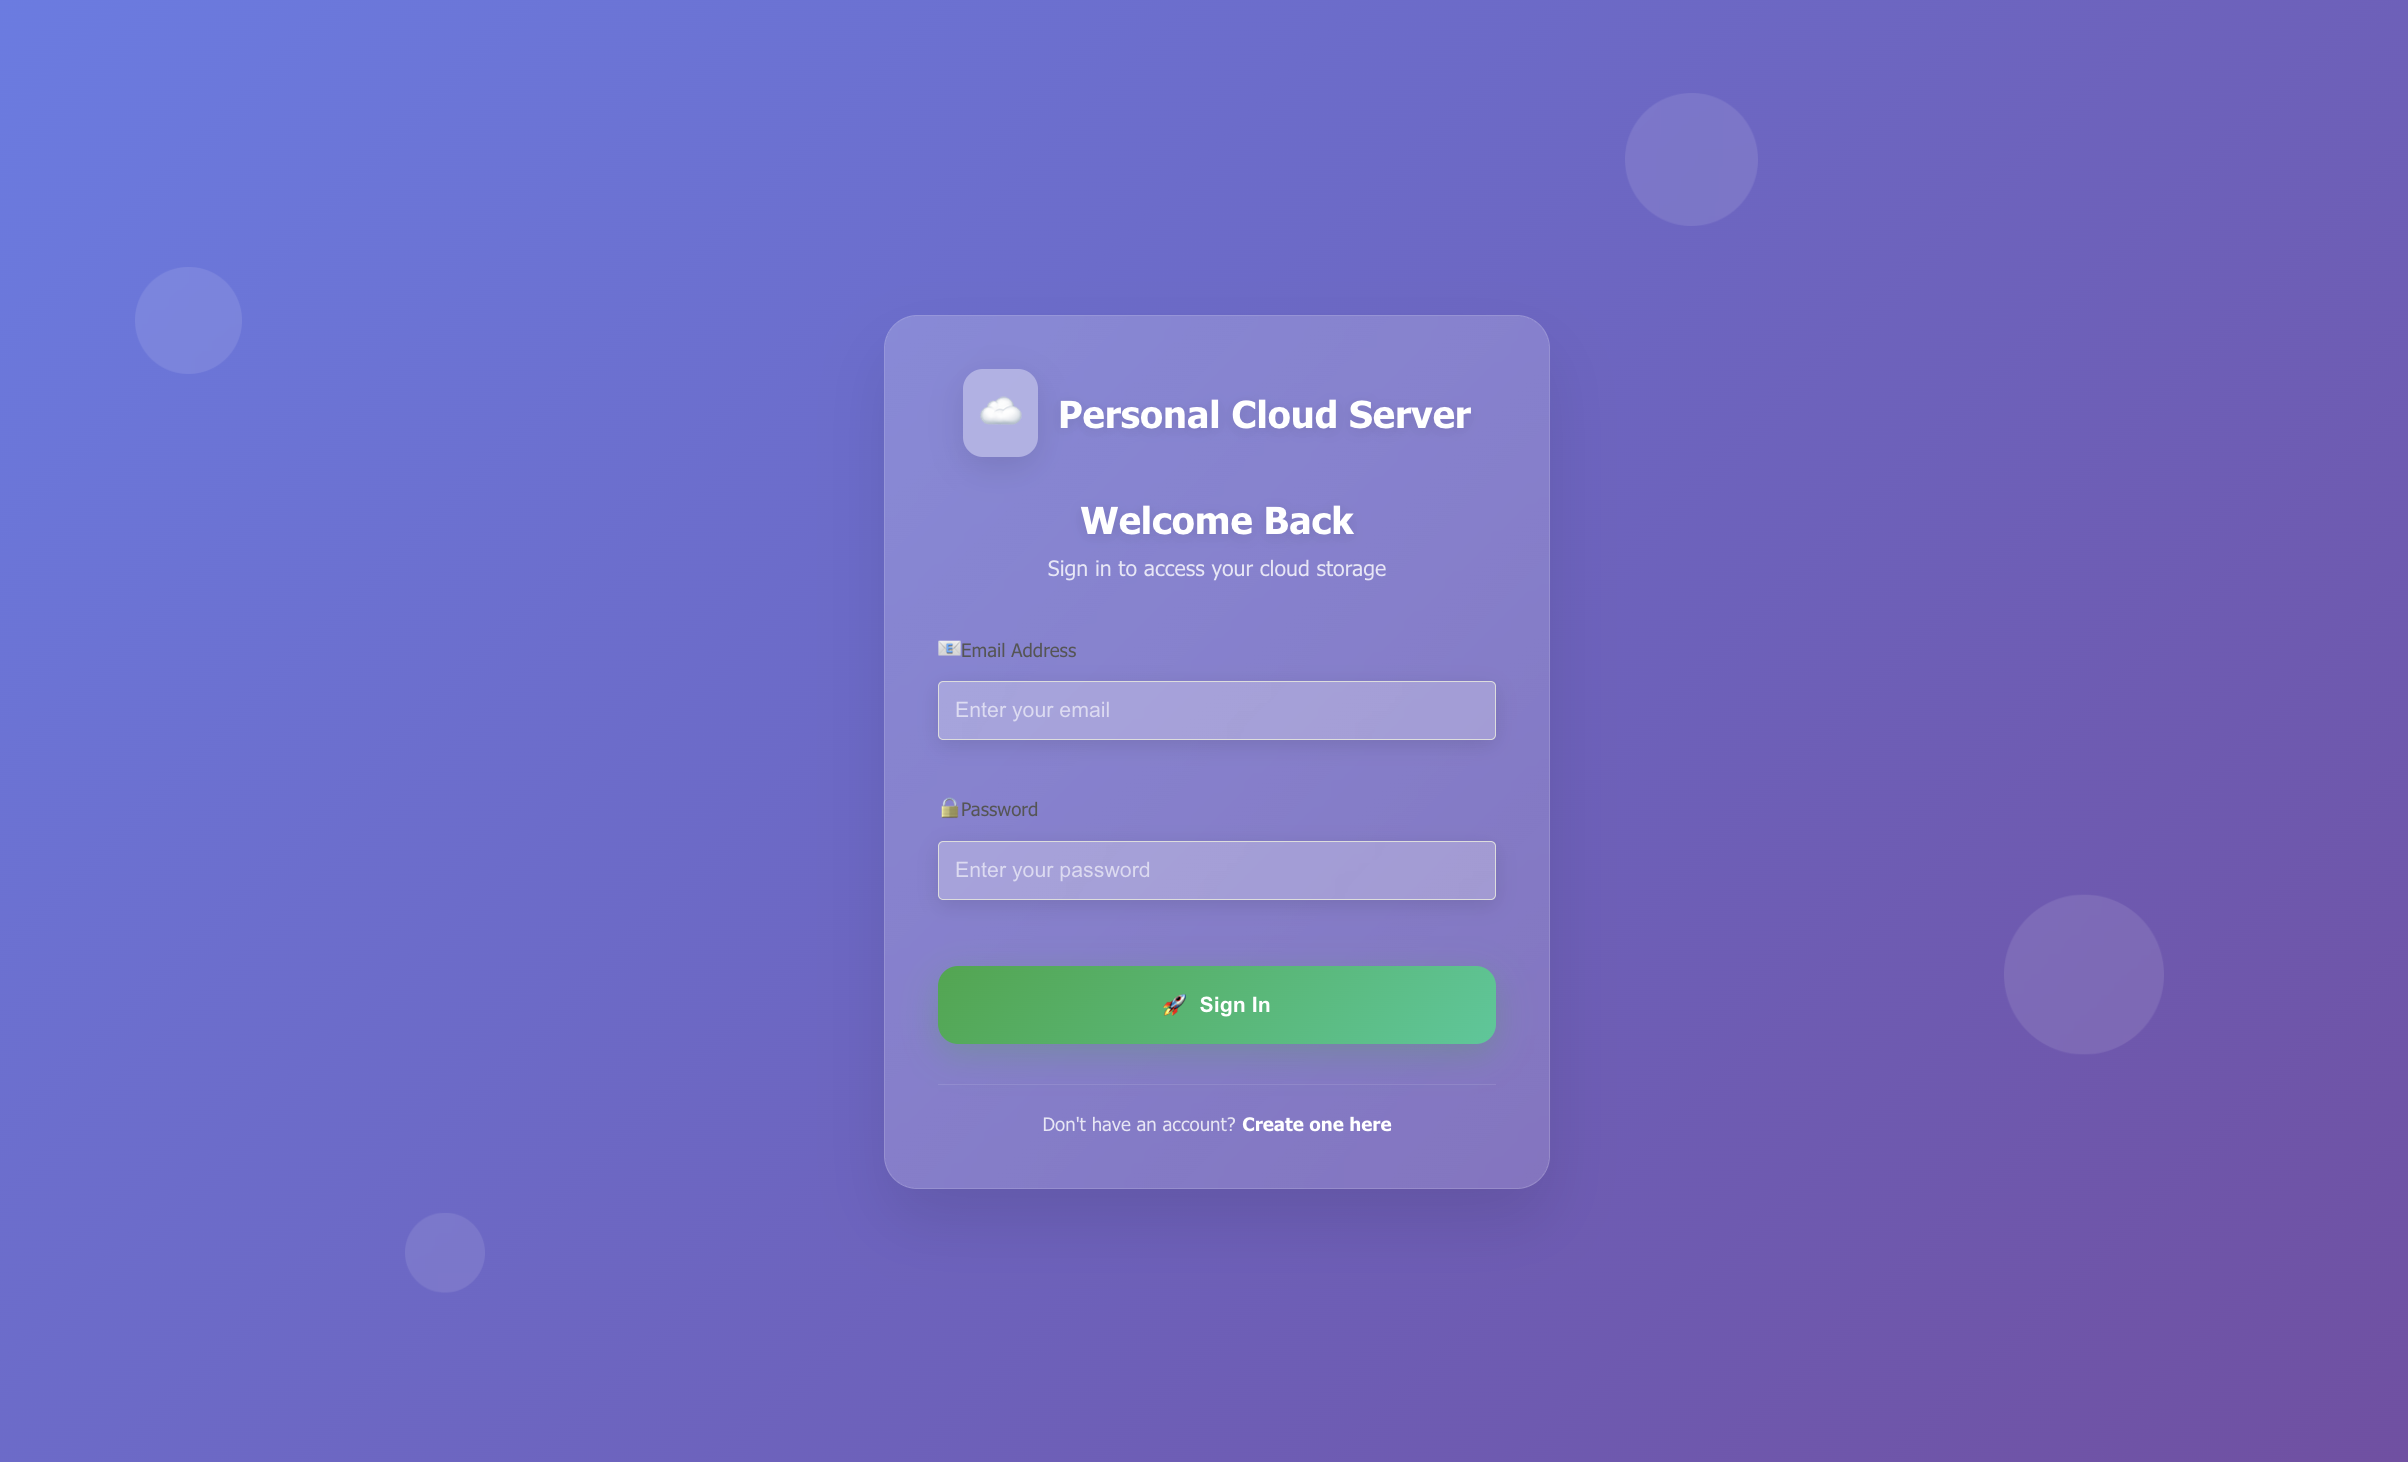 Personal Cloud Server
Welcome Back
Sign in to access your cloud storage
📧Email Address
Enter your email
🔒Password
Enter your password
🚀 Sign In
Don't have an account? Create one here